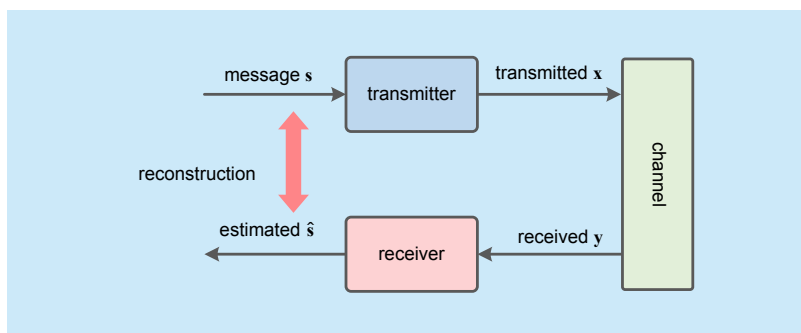 message s
transmitter
transmitted x
channel
reconstruction
estimated ŝ
receiver
received y